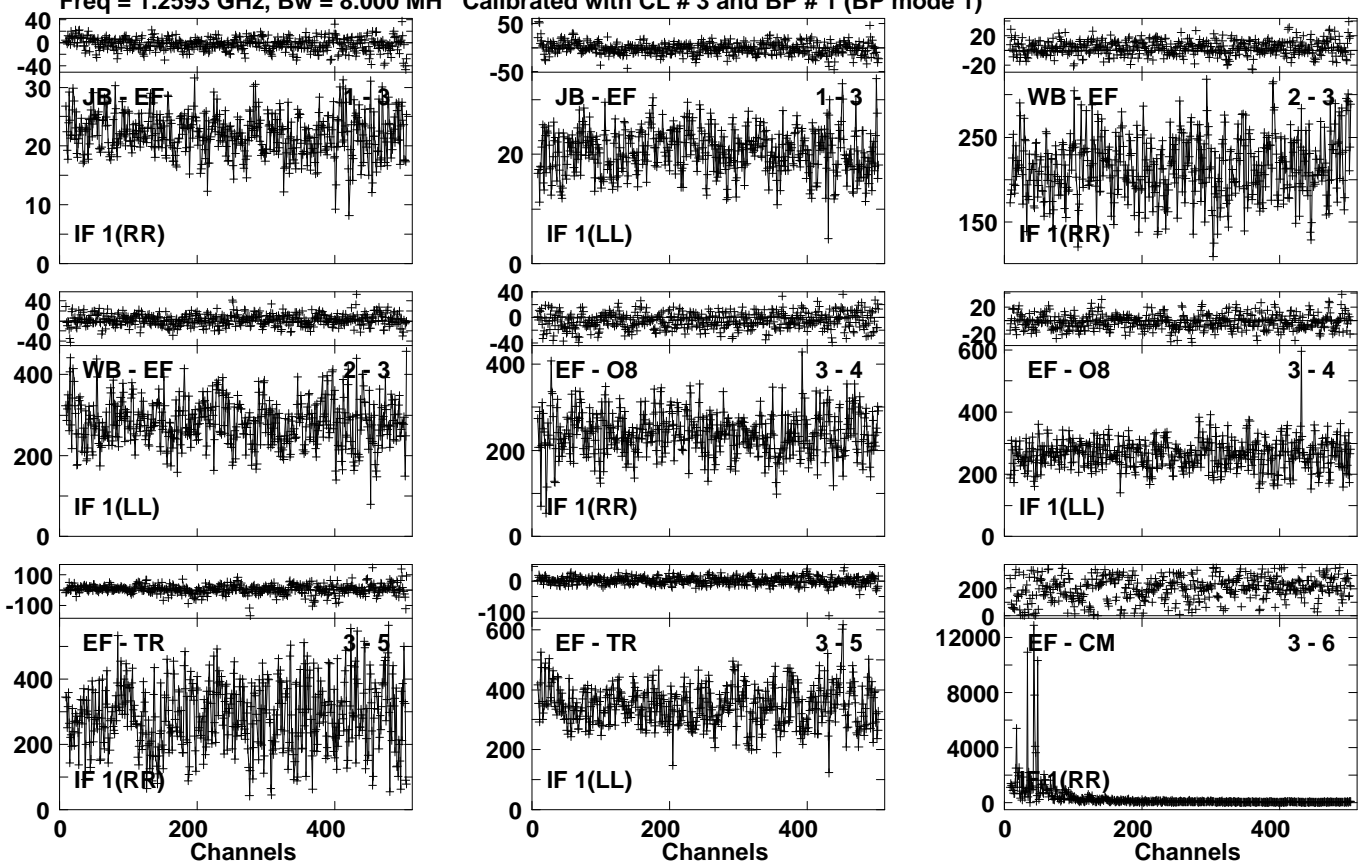 Freq = 1.2593 GHz, Bw = 8.000 MH Calibrated with CL # 3 and BP # 1 (BP mode 1)
40
0
-40
30
20
10
0
JB - EF 1 - 3
IF 1(RR)
50
-50
20
0
JB - EF 1 - 3
IF 1(LL)
20
-20
250
150
WB - EF 2 - 3
IF 1(RR)
40
0
-40
400
200
0
WB - EF 2 - 3
IF 1(LL)
40
0
-40
400
200
0
EF - O8 3 - 4
IF 1(RR)
20
-20
600
400
200
0
EF - O8 3 - 4
IF 1(LL)
100
-100
400
200
0
EF - TR 3 - 5
IF 1(RR)
0
-100
600
400
200
0
EF - TR 3 - 5
IF 1(LL)
200
0
12000
8000
4000
0
EF - CM 3 - 6
IF 1(RR)
0 200 400
Channels
0 200 400
Channels
0 200 400
Channels